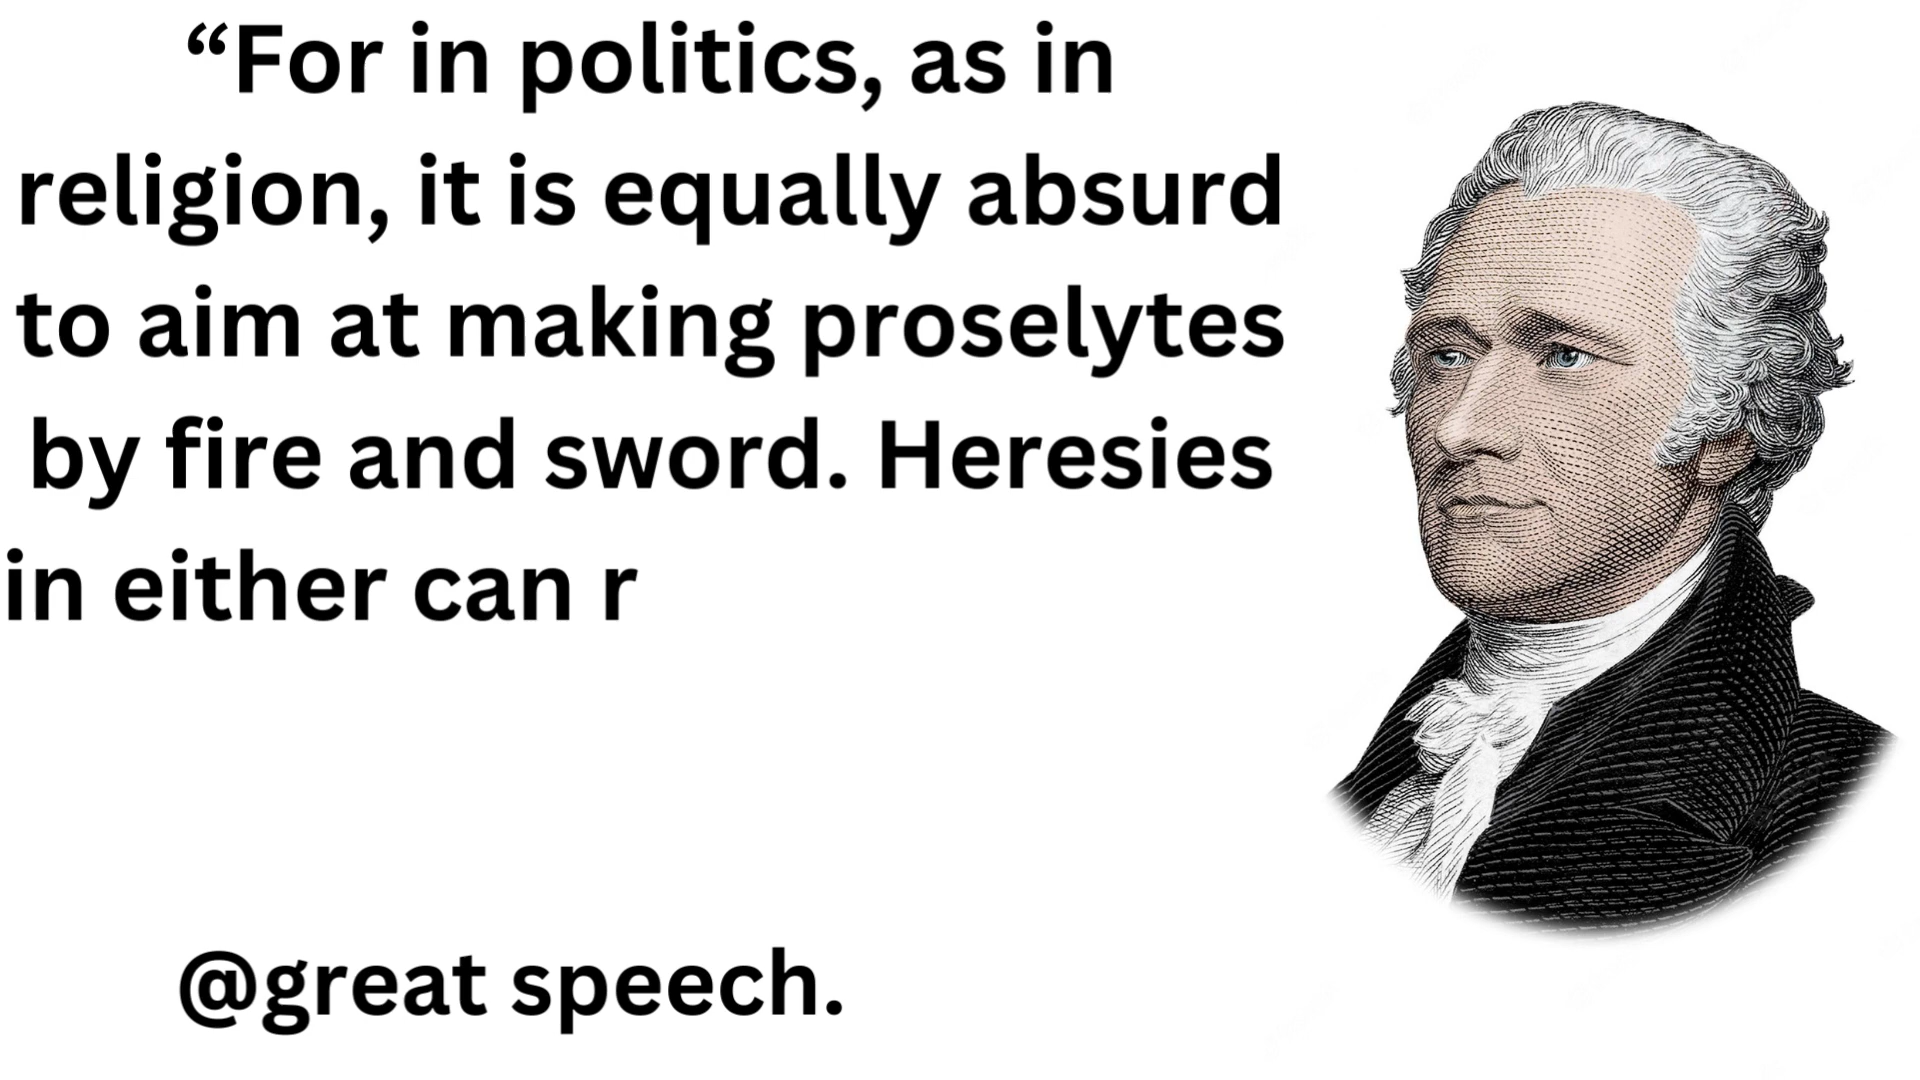 “For in politics, as in
religion, it is equally absurd
to aim at making proselytes
by fire and sword. Heresies
in either can r
@great speech.